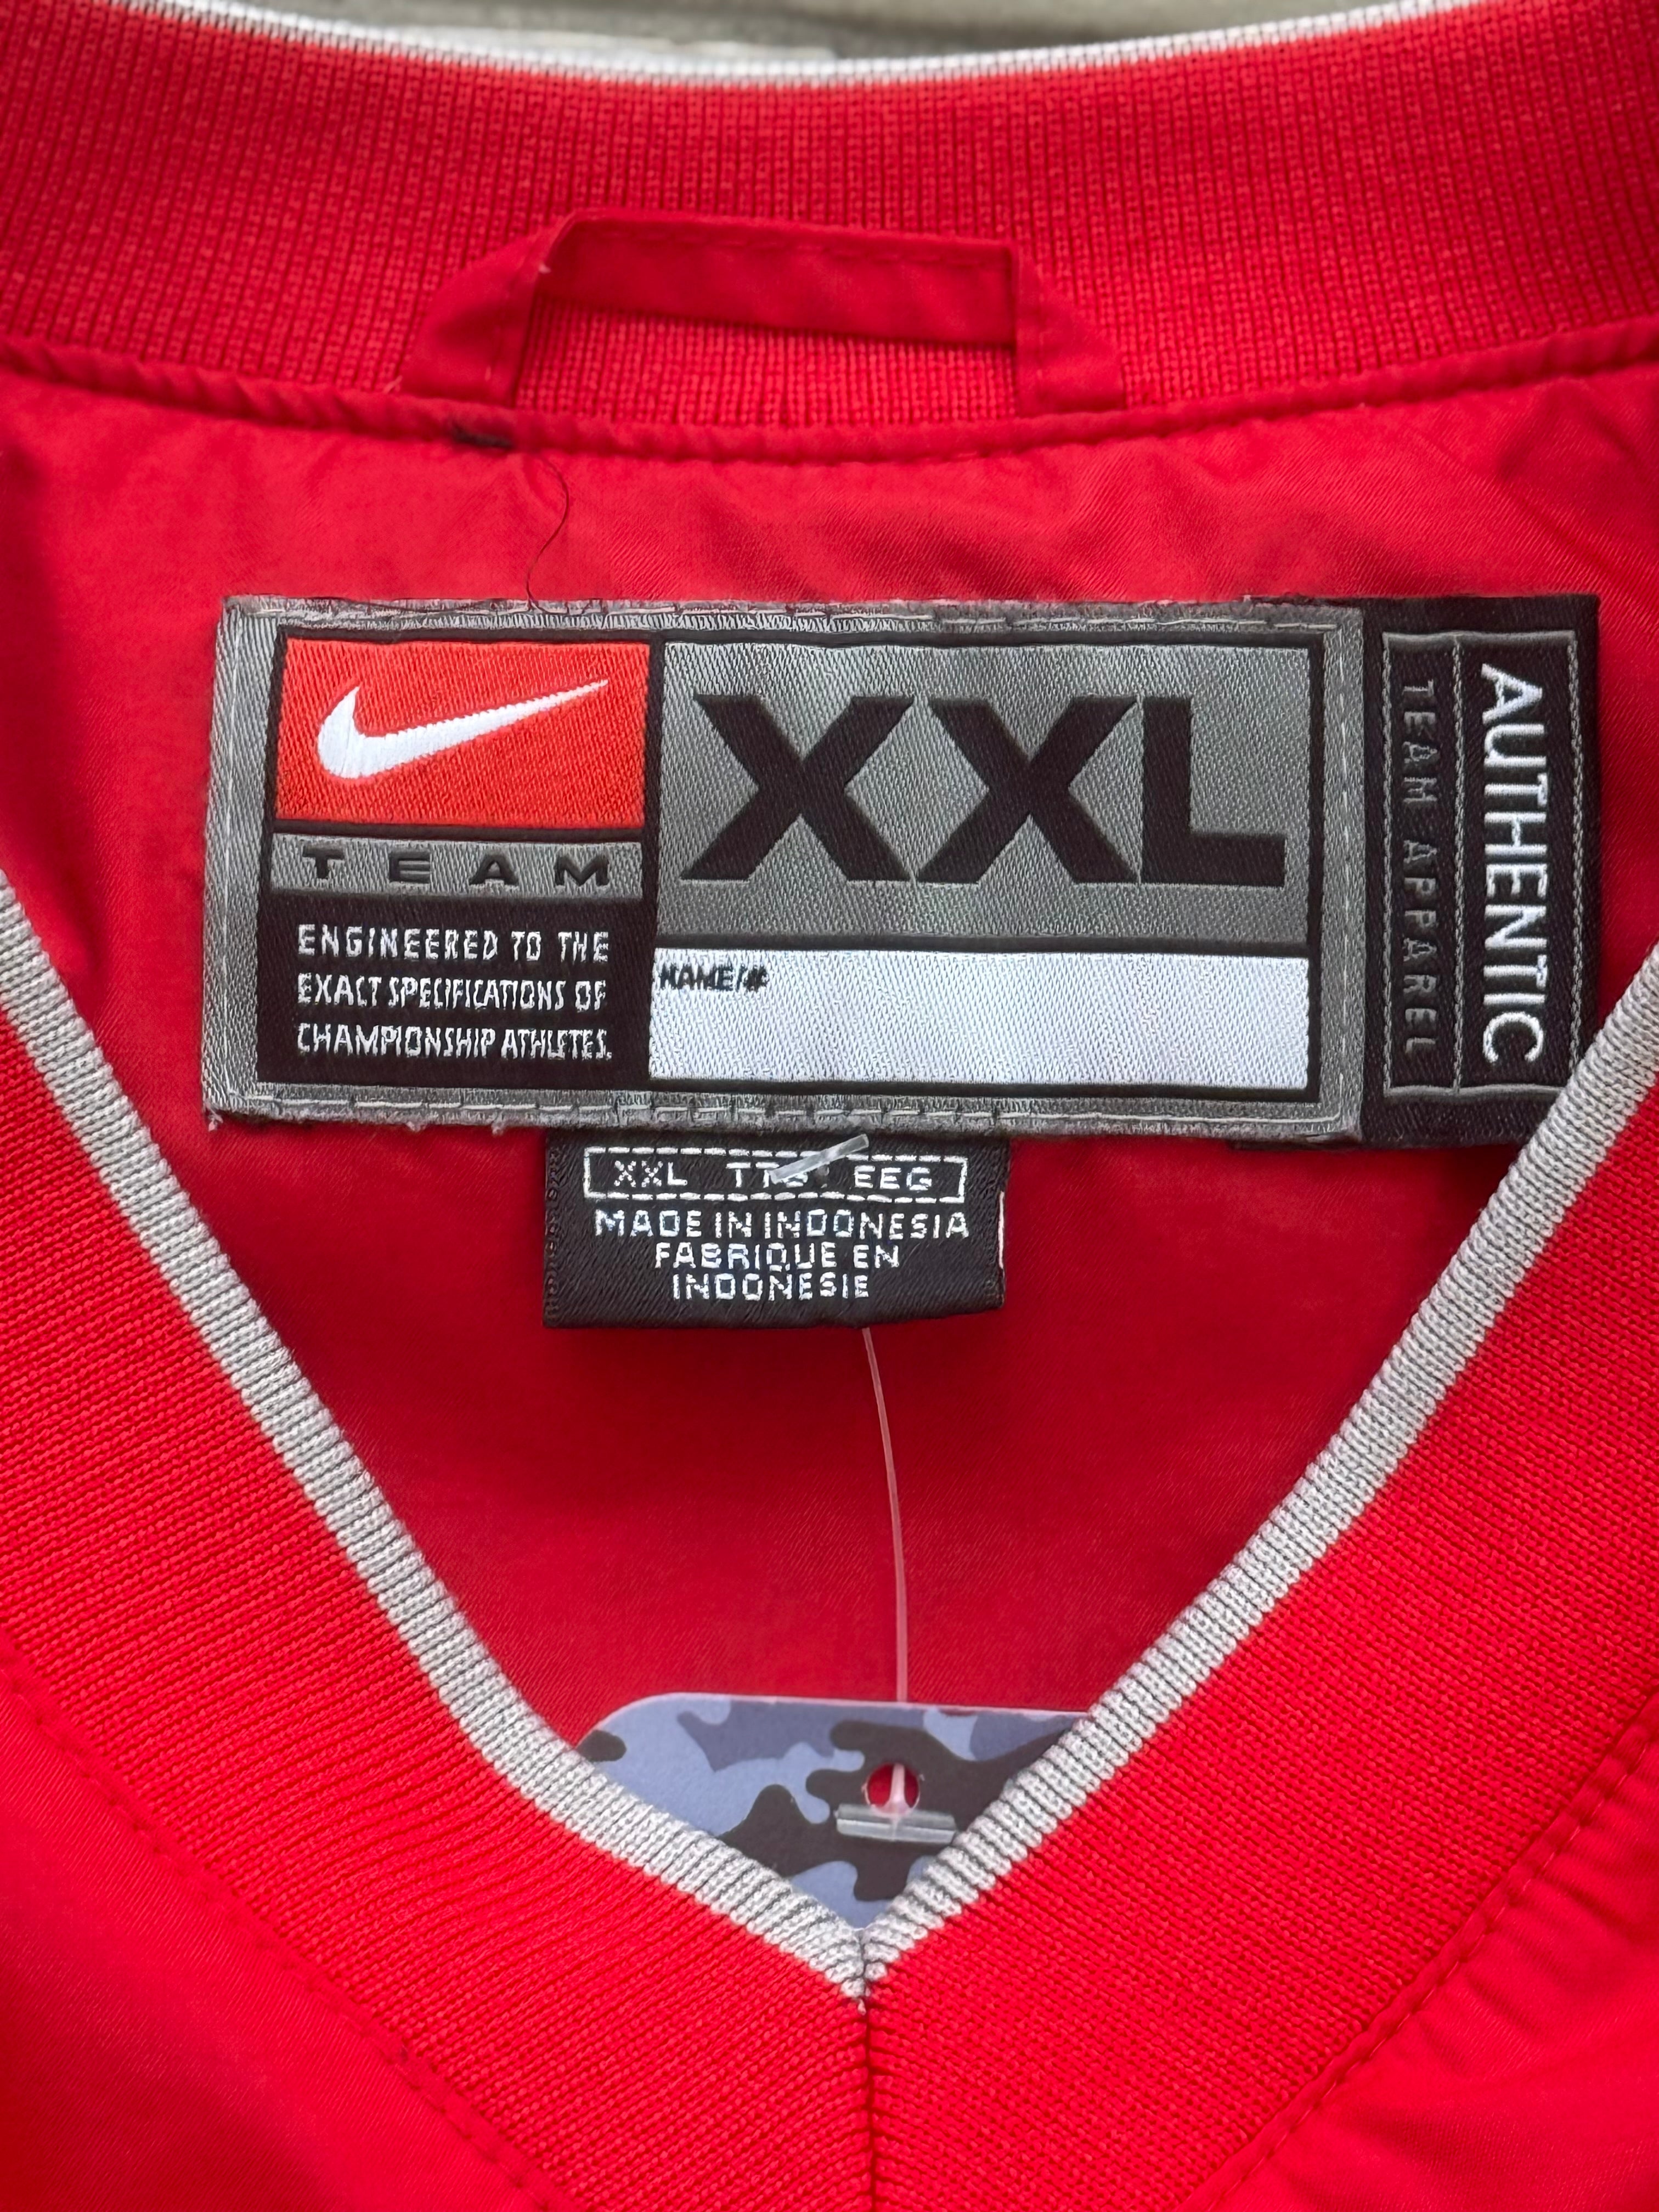 TEAM
XXL
ENGINEERED TO THE
EXACT SPECIFICATIONS OF
CHAMPIONSHIP ATHLETES.
NAME/#
AUTHENTIC
TEAM APPAREL
XXL EEG
MADE IN INDONESIA
FABRIQUE EN
INDONESIE